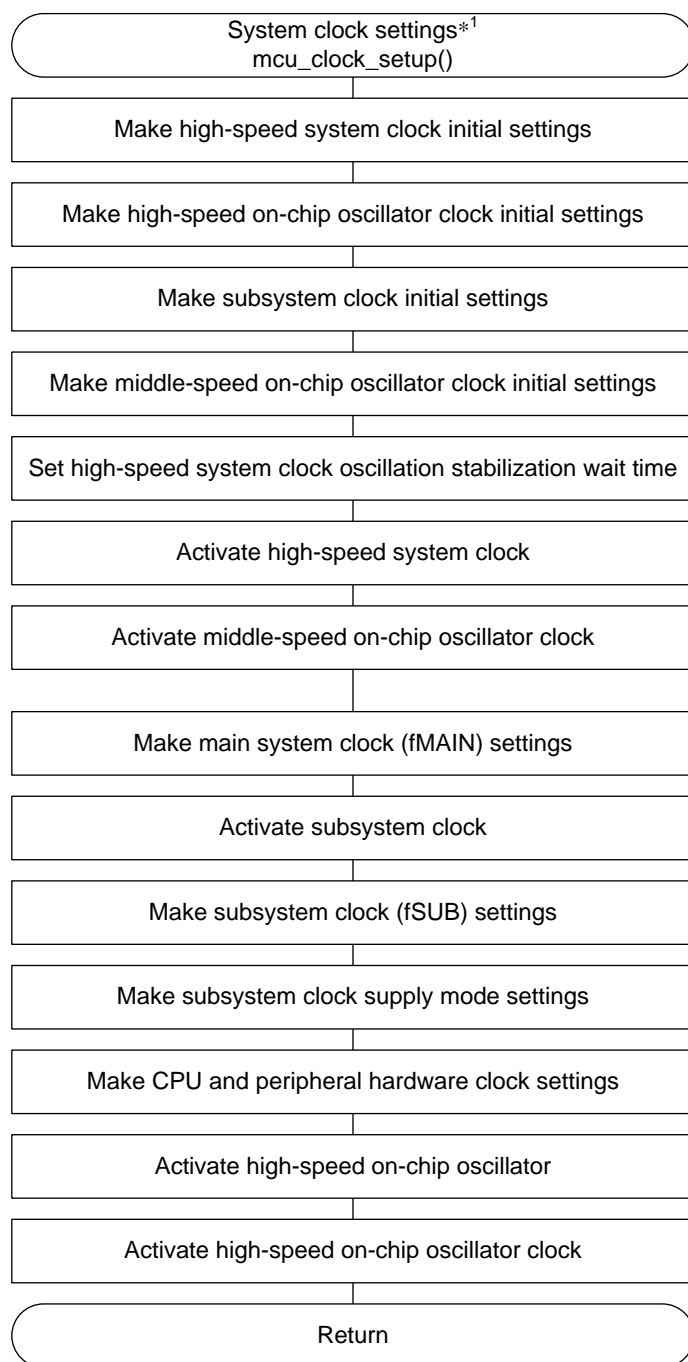 System clock settings*1
mcu_clock_setup()
Make high-speed system clock initial settings
Make high-speed on-chip oscillator clock initial settings
Make subsystem clock initial settings
Make middle-speed on-chip oscillator clock initial settings
Set high-speed system clock oscillation stabilization wait time
Activate high-speed system clock
Activate middle-speed on-chip oscillator clock
Make main system clock (fMAIN) settings
Activate subsystem clock
Make subsystem clock (fSUB) settings
Make subsystem clock supply mode settings
Make CPU and peripheral hardware clock settings
Activate high-speed on-chip oscillator
Activate high-speed on-chip oscillator clock
Return